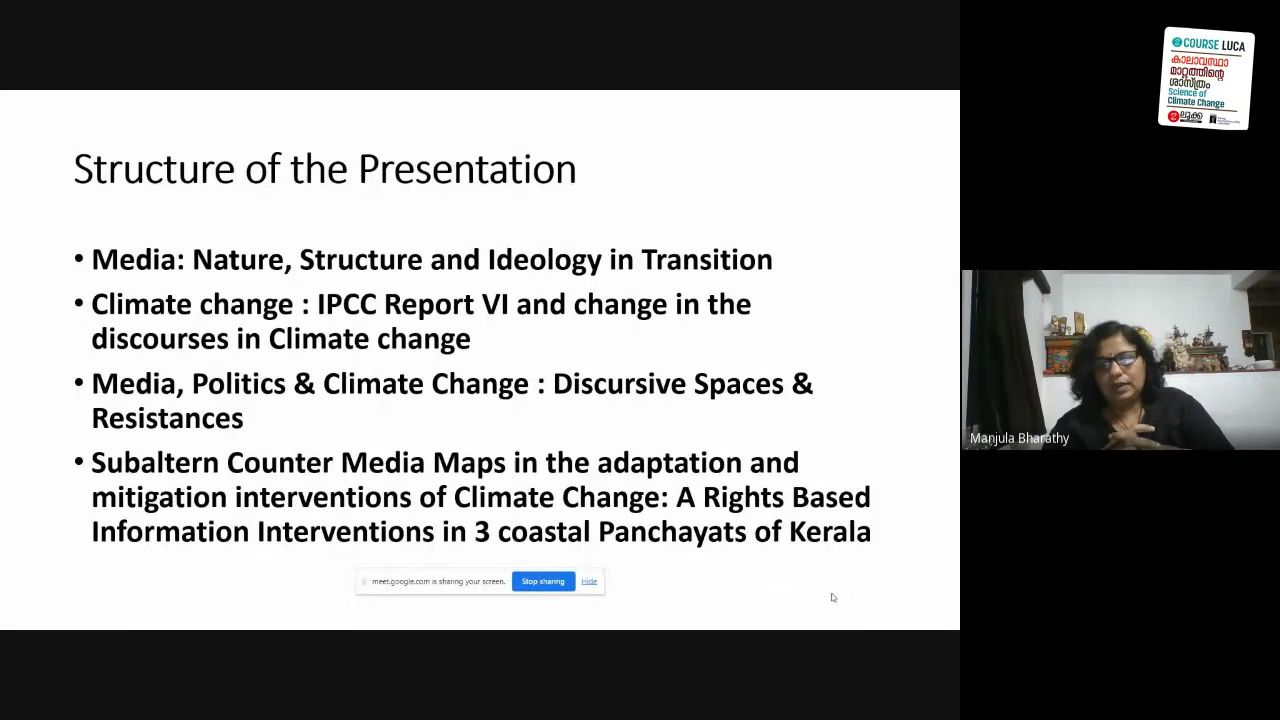 Structure of the Presentation
• Media: Nature, Structure and Ideology in Transition
• Climate change : IPCC Report VI and change in the
discourses in Climate change
• Media, Politics & Climate Change : Discursive Spaces &
Resistances
• Subaltern Counter Media Maps in the adaptation and
mitigation interventions of Climate Change: A Rights Based
Information Interventions in 3 coastal Panchayats of Kerala
meet.google.com is sharing your screen. Stop sharing Hide
COURSE LUCA
കാലാവസ്ഥാ
മാറ്റത്തിന്റെ
ശാസ്ത്രം
Science of
Climate Change
ലൂക്ക
Manjula Bharathy